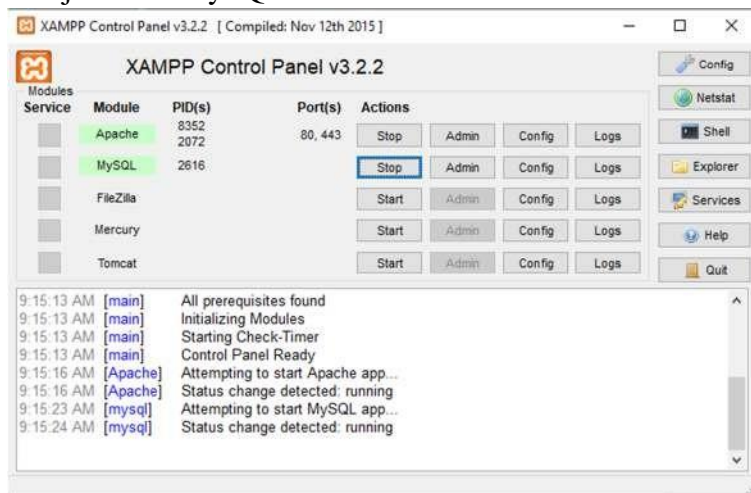 XAMPP Control Panel v3.2.2 [ Compiled: Nov 12th 2015 ]
XAMPP Control Panel v3.2.2
Config
Modules
Service Module PID(s) Port(s) Actions
Netstat
Apache 8352 2072 80, 443 Stop Admin Config Logs
Shell
MySQL 2616 Stop Admin Config Logs
Explorer
FileZilla Start Admin Config Logs
Services
Mercury Start Admin Config Logs
Help
Tomcat Start Admin Config Logs
Quit
9:15:13 AM [main] All prerequisites found
9:15:13 AM [main] Initializing Modules
9:15:13 AM [main] Starting Check-Timer
9:15:13 AM [main] Control Panel Ready
9:15:16 AM [Apache] Attempting to start Apache app...
9:15:16 AM [Apache] Status change detected: running
9:15:23 AM [mysql] Attempting to start MySQL app...
9:15:24 AM [mysql] Status change detected: running